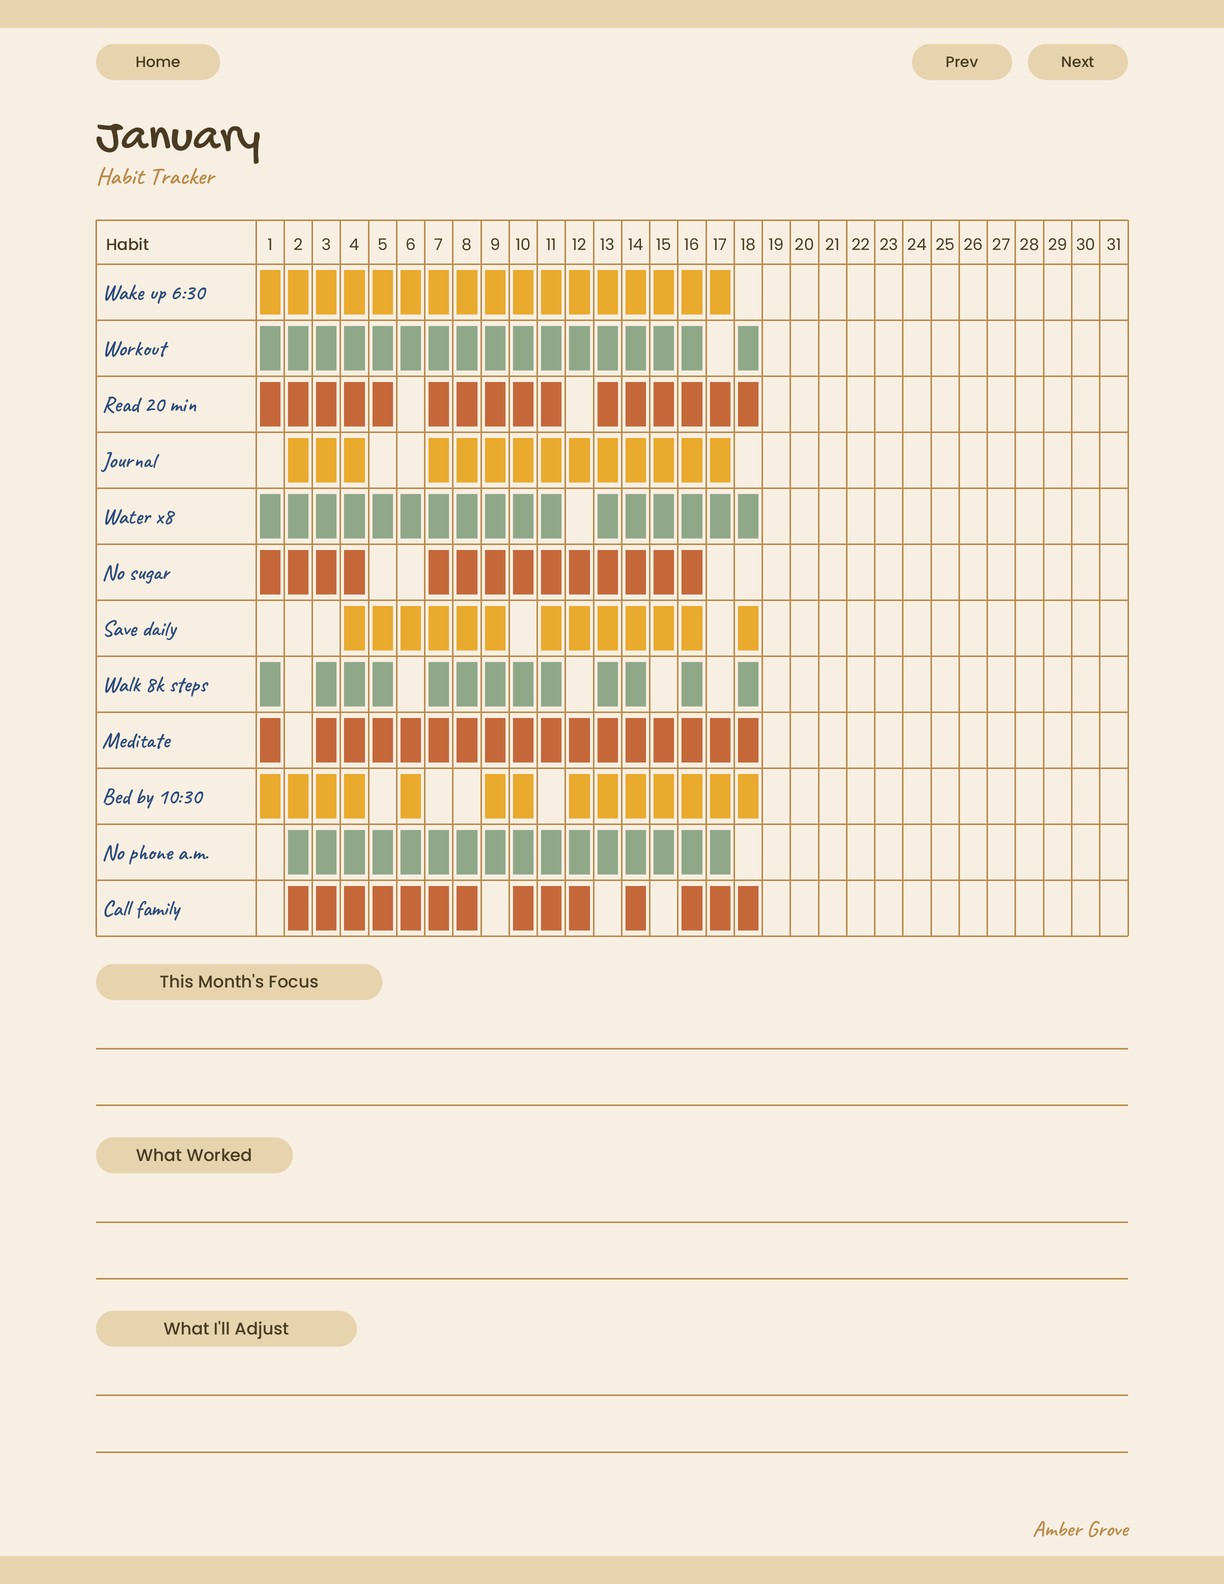 Home Prev Next
January
Habit Tracker
Habit 1 2 3 4 5 6 7 8 9 10 11 12 13 14 15 16 17 18 19 20 21 22 23 24 25 26 27 28 29 30 31
Wake up 6:30
Workout
Read 20 min
Journal
Water x8
No sugar
Save daily
Walk 8k steps
Meditate
Bed by 10:30
No phone a.m.
Call family
This Month's Focus
What Worked
What I'll Adjust
Amber Grove